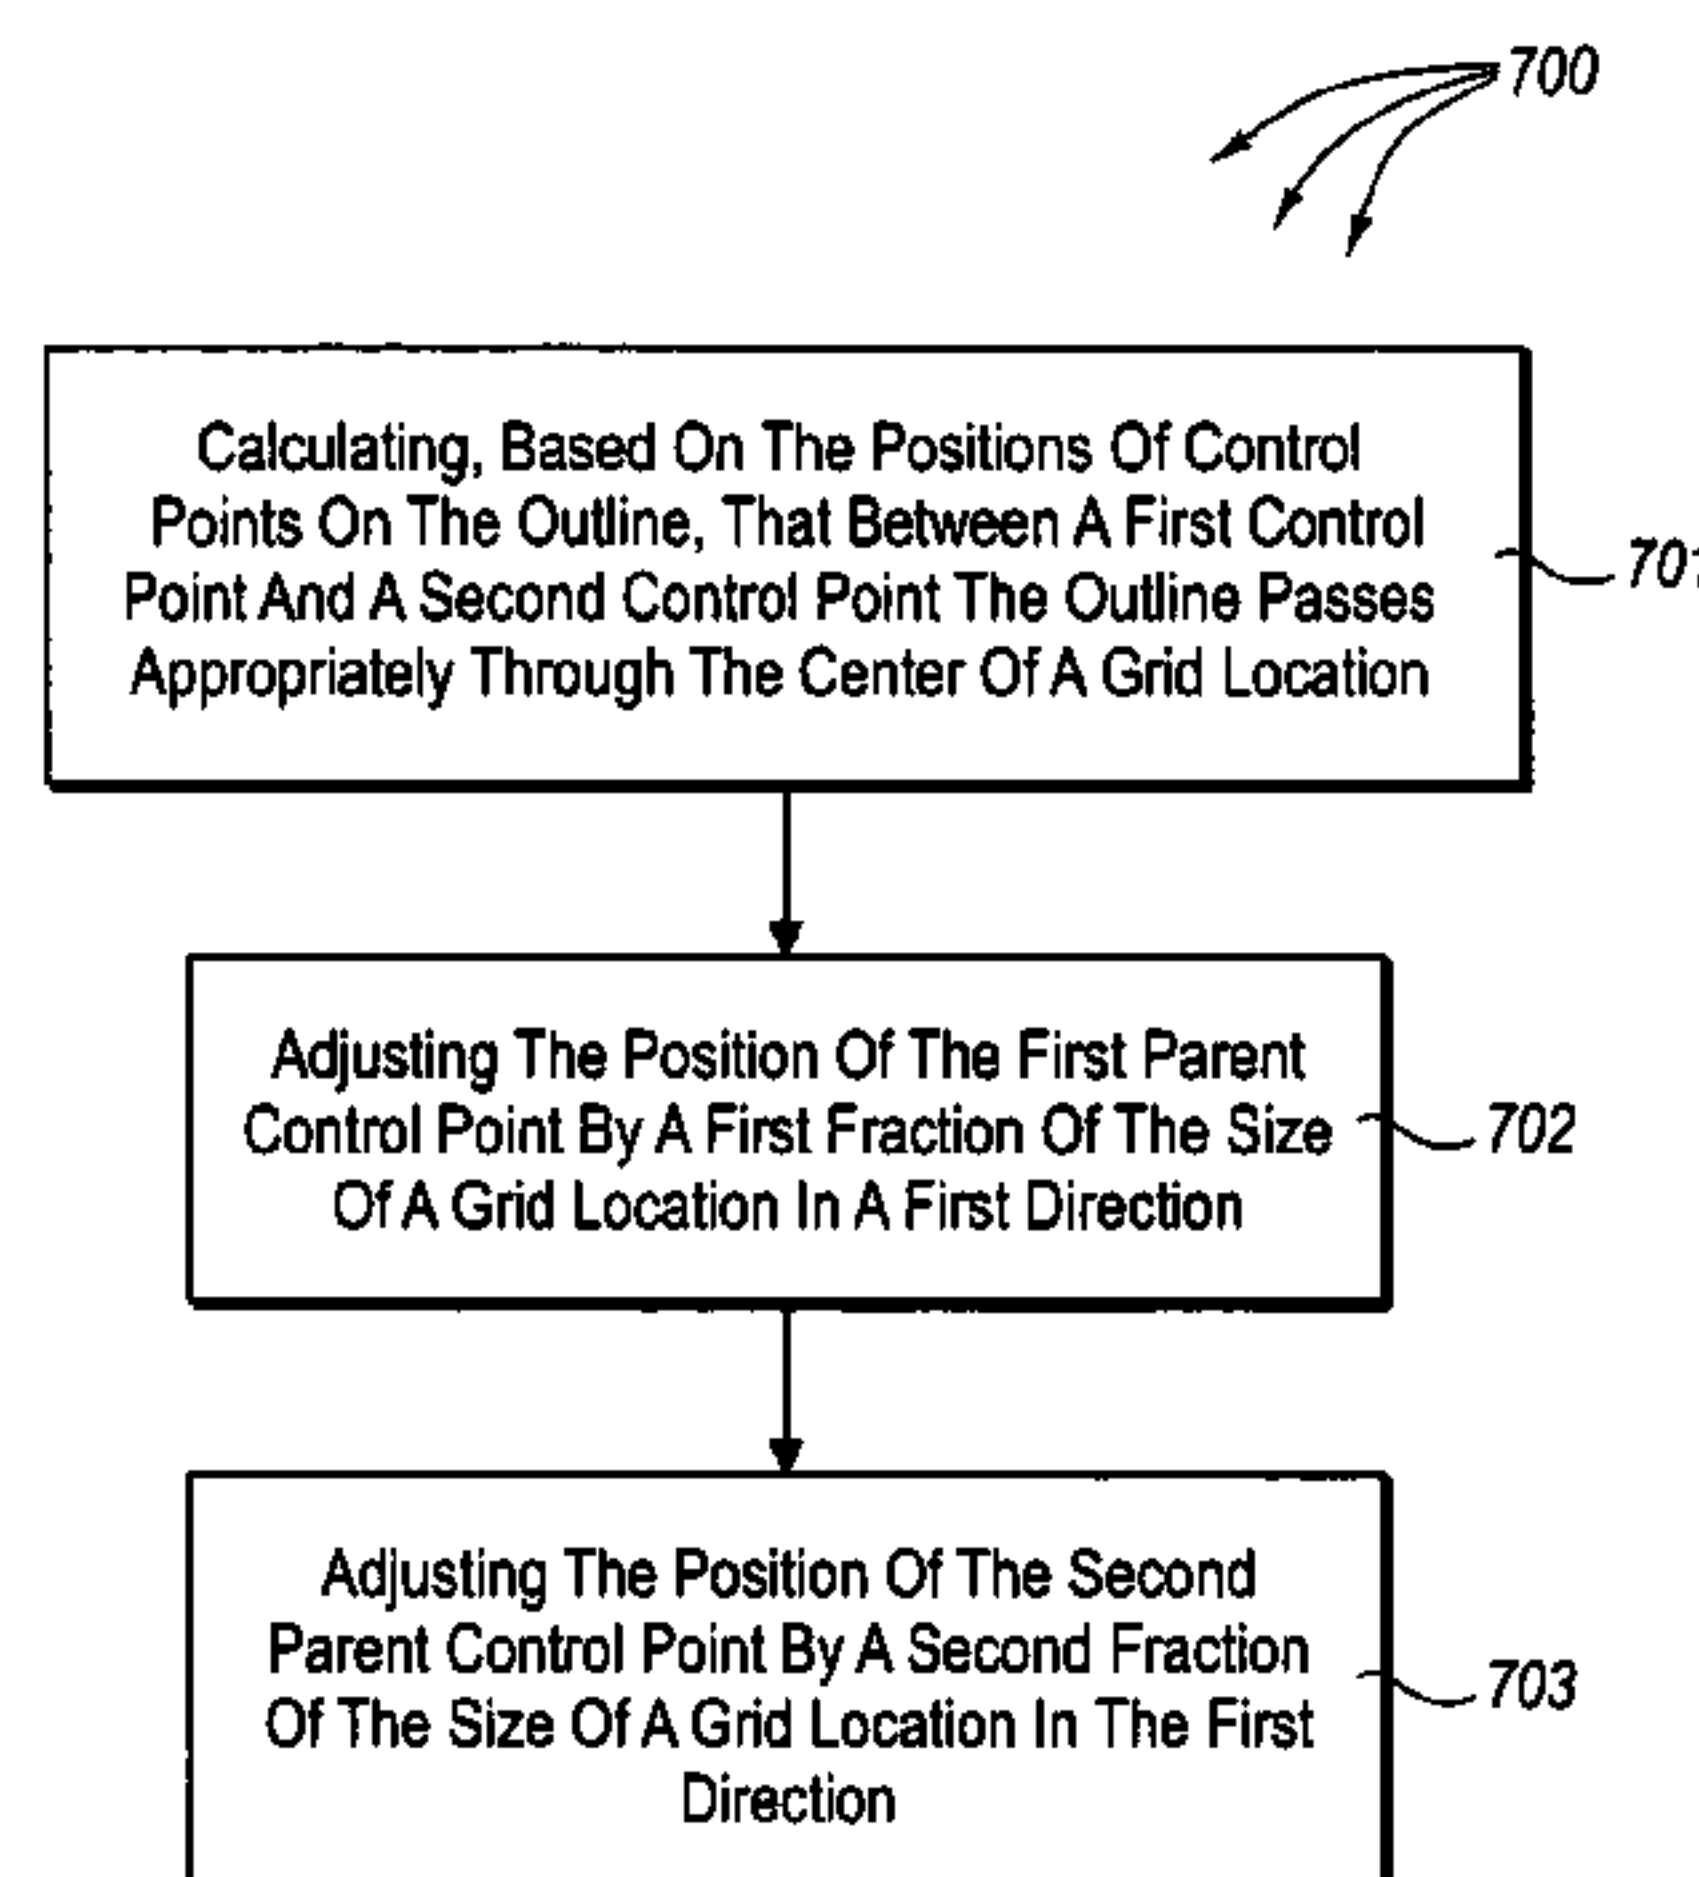 700
Calculating, Based On The Positions Of Control
Points On The Outline, That Between A First Control
Point And A Second Control Point The Outline Passes
Appropriately Through The Center Of A Grid Location
701
Adjusting The Position Of The First Parent
Control Point By A First Fraction Of The Size
Of A Grid Location In A First Direction
702
Adjusting The Position Of The Second
Parent Control Point By A Second Fraction
Of The Size Of A Grid Location In The First
Direction
703